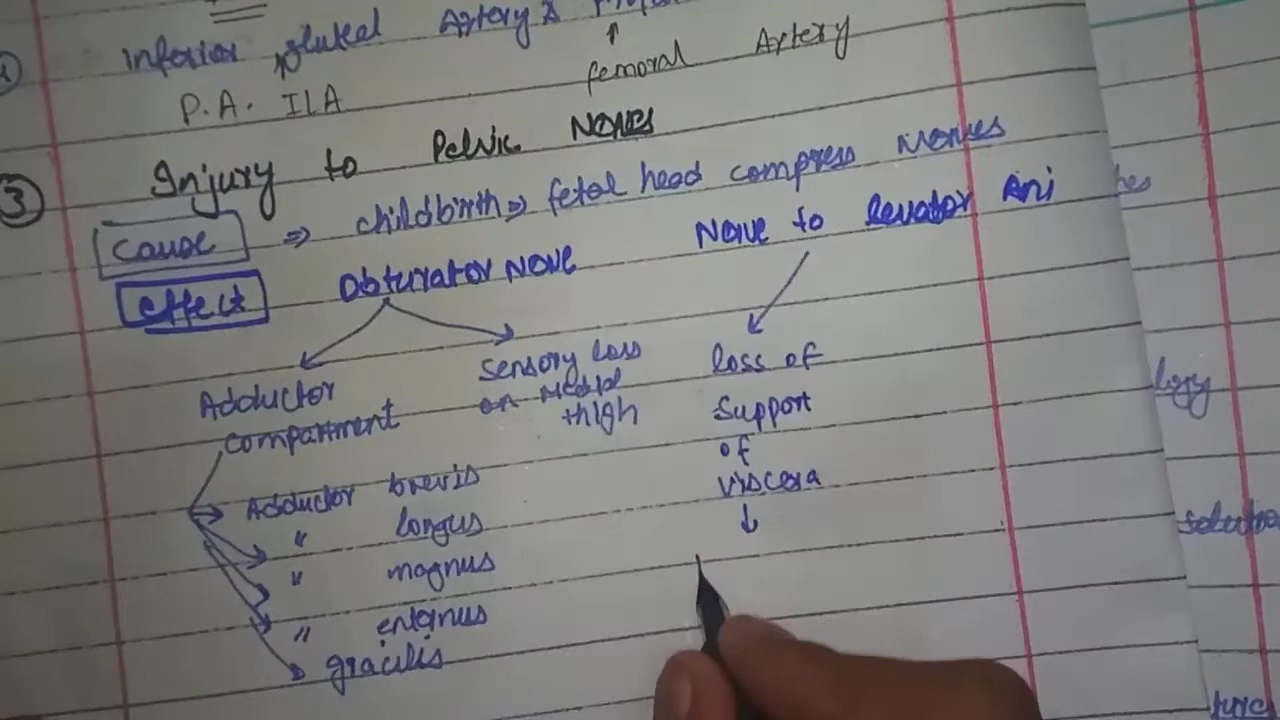 Inferior gluteal Artery &
femoral Artery
P.A. ILA
3 Injury to Pelvic Nerves
Cause => childbirth => fetal head compress Nerves
effect Obturator Nerve Nerve to levator Ani
Adductor compartment
Sensory loss on Medial thigh
loss of
Support
of
viscera
↓
Adductor brevis
" longus
" magnus
" enternus
gracilis